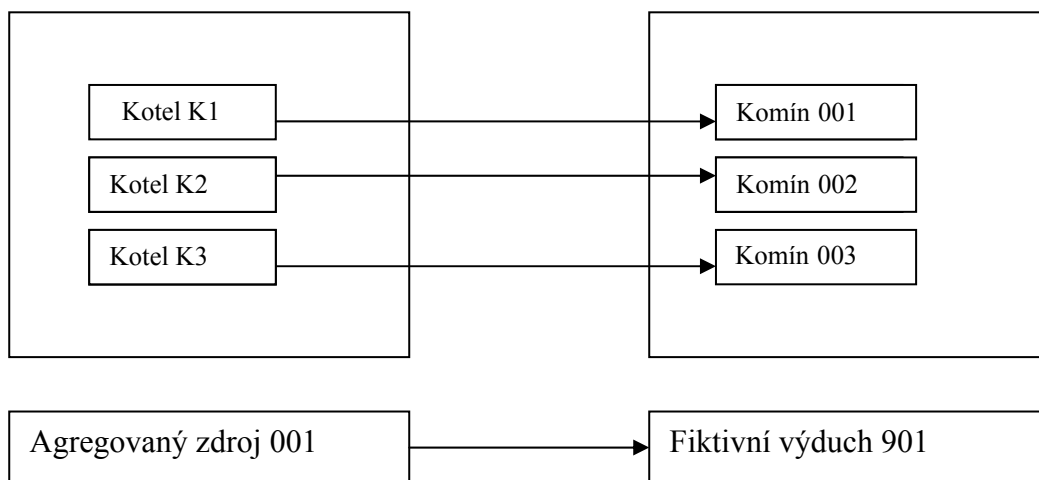 Kotel K1
Komín 001
Kotel K2
Komín 002
Kotel K3
Komín 003
Agregovaný zdroj 001
Fiktivní výduch 901